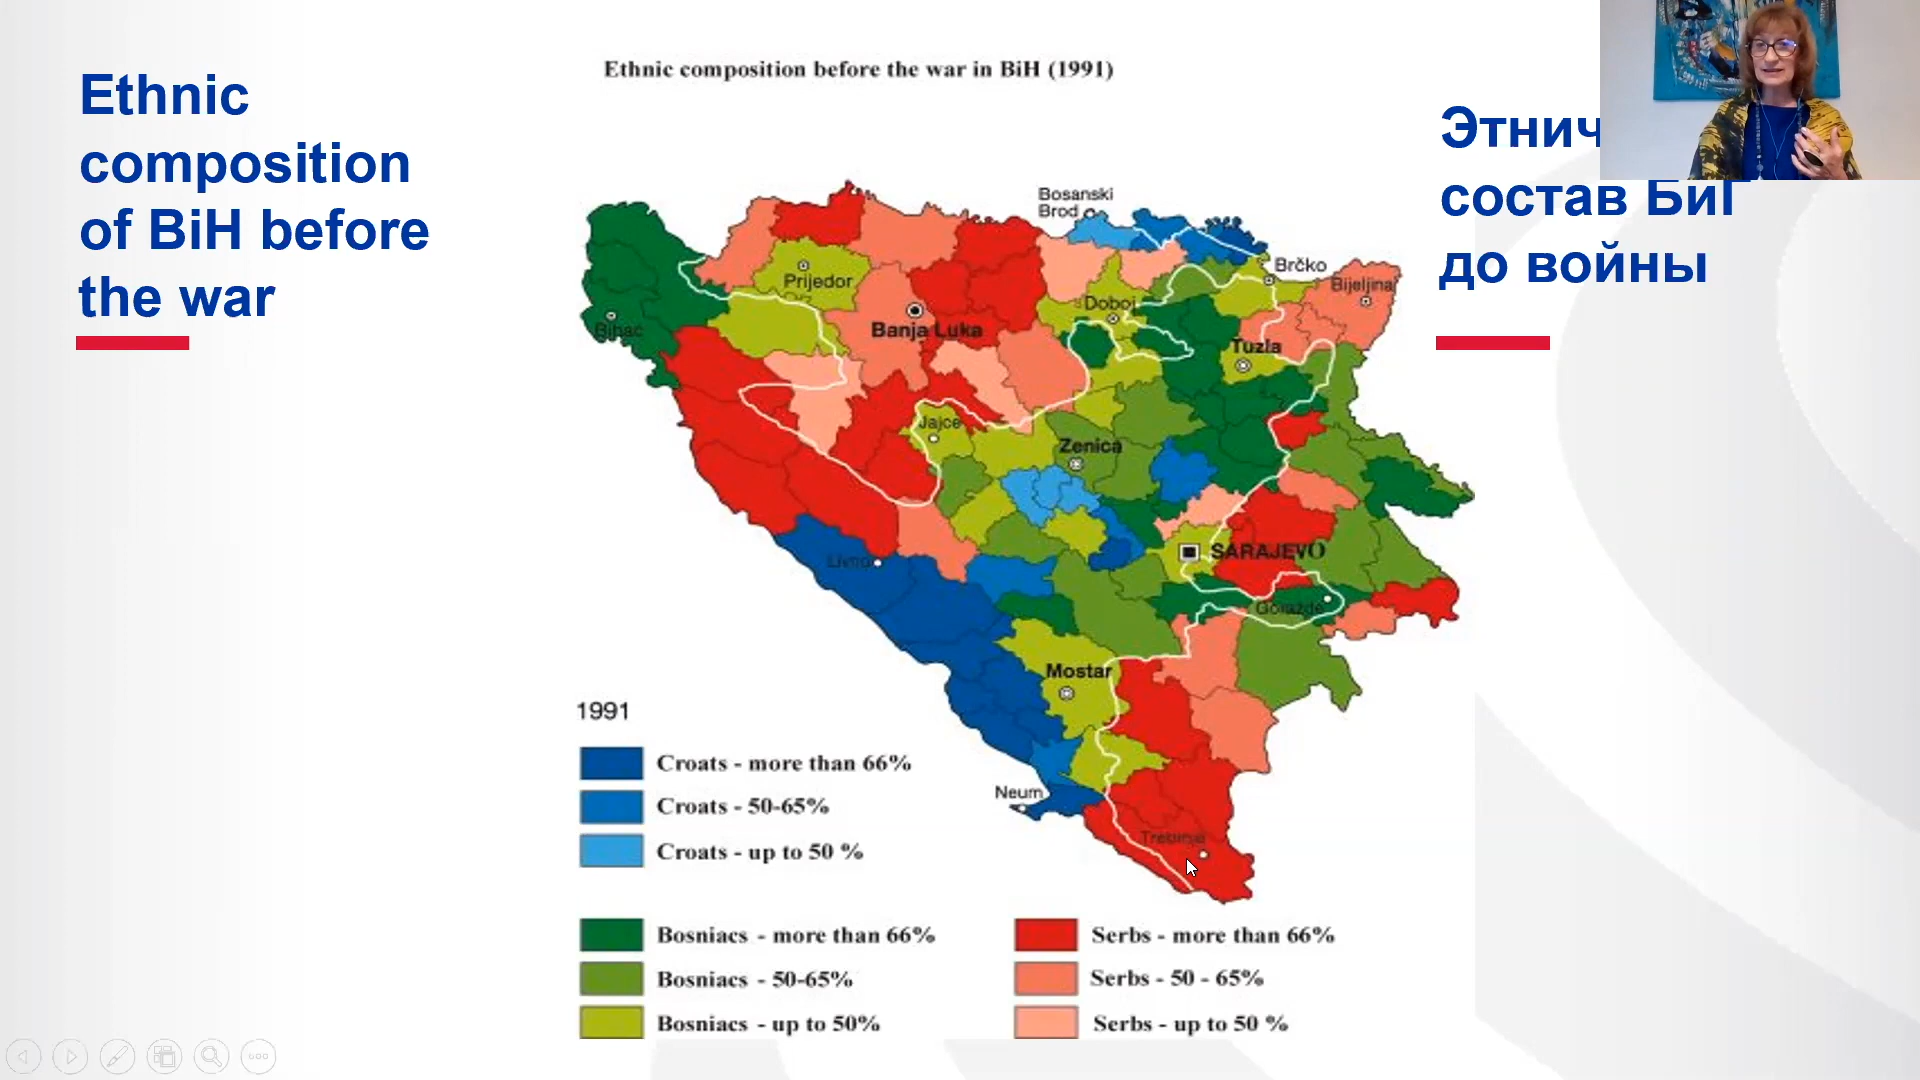 Ethnic
composition
of BiH before
the war
Ethnic composition before the war in BiH (1991)
состав БиГ
до войны
Bosanski
Brod
Brčko
Prijedor
Bijeljina
Doboj
Bihać
Banja Luka
Tuzla
Jajce
Zenica
SARAJEVO
Livno
Goražde
Mostar
Neum
Trebinje
1991
Croats - more than 66%
Croats - 50-65%
Croats - up to 50 %
Bosniacs - more than 66%
Bosniacs - 50-65%
Bosniacs - up to 50%
Serbs - more than 66%
Serbs - 50 - 65%
Serbs - up to 50 %